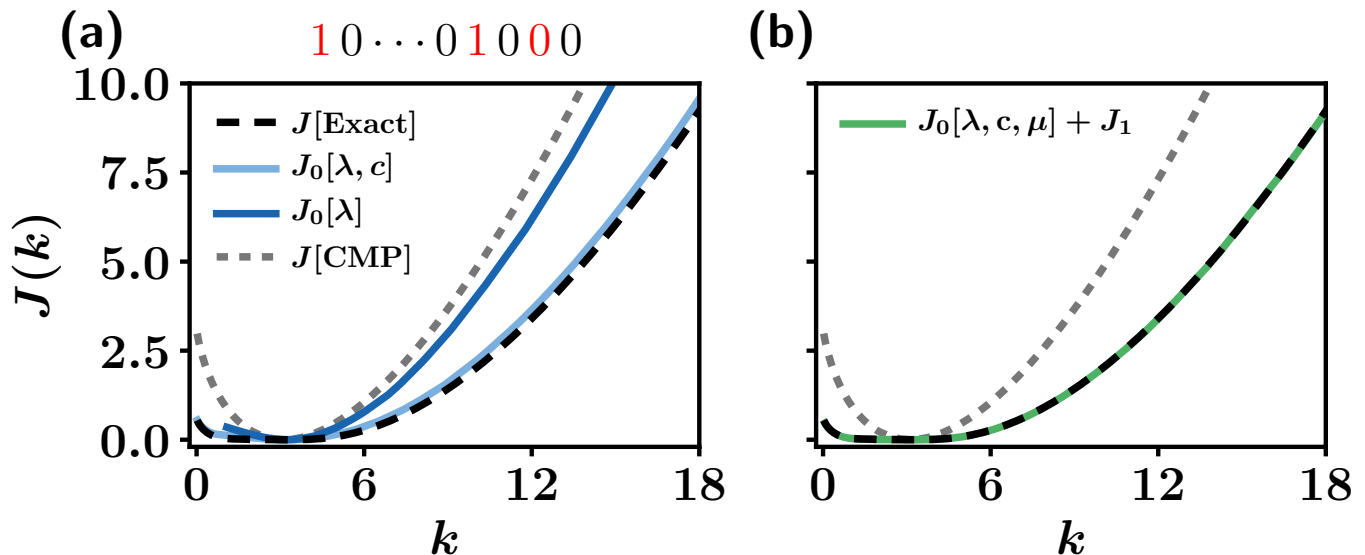 (a)
1 0 · · · 0 1 0 0 0
J(k)
10.0
7.5
5.0
2.5
0.0
J[Exact]
J₀[λ, c]
J₀[λ]
J[CMP]
0 6 12 18
k
(b)
J₀[λ, c, μ] + J₁
0 6 12 18
k